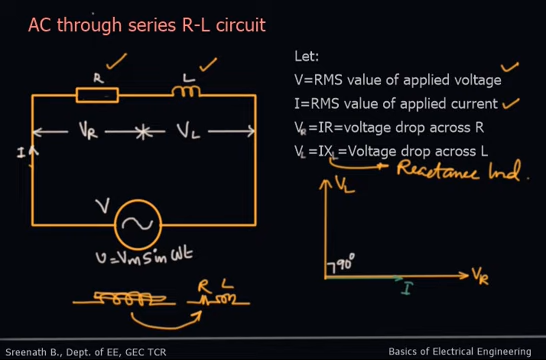 AC through series R-L circuit
Let:
V=RMS value of applied voltage
I=RMS value of applied current
VR=IR=voltage drop across R
VL=IXL=Voltage drop across L
Reactance Ind.
R
L
VR
VL
I
V
υ=Vm Sin ωt
R L
VL
90°
I
VR
Sreenath B., Dept. of EE, GEC TCR
Basics of Electrical Engineering